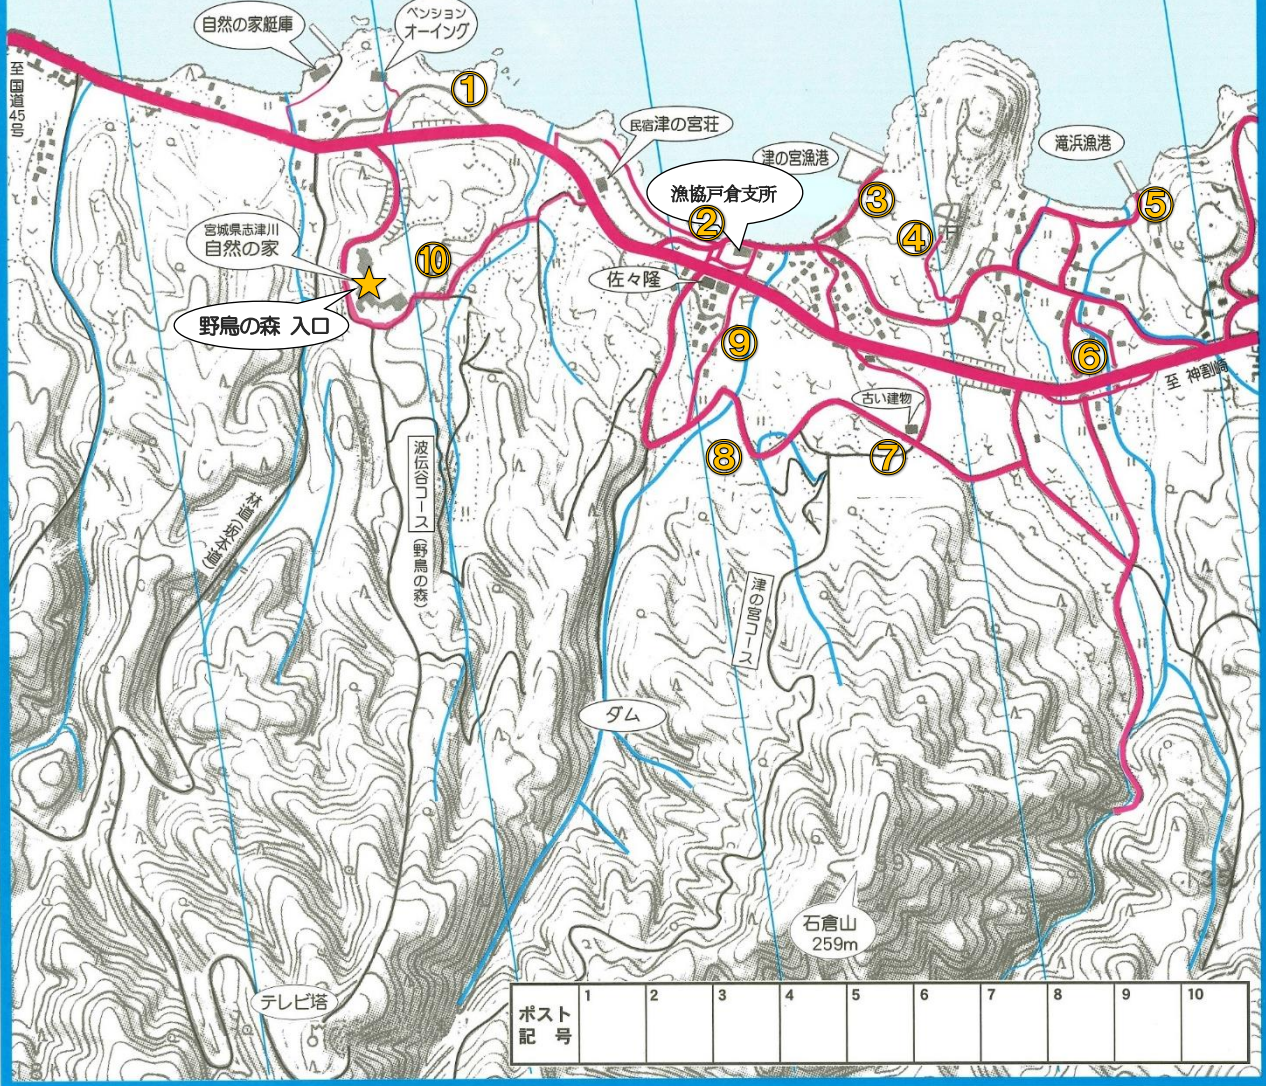 自然の家艇庫
ペンション
オーイング
至国道45号
①
民宿津の宮荘
津の宮漁港
滝浜漁港
漁協戸倉支所
②
③
④
⑤
宮城県志津川
自然の家
⑩
佐々隆
野鳥の森 入口
⑨
⑥
至 神割崎
古い建物
波伝谷コース(野鳥の森)
⑧
⑦
林道(坂本道)
津の宮コース
ダム
石倉山
259m
テレビ塔
ポスト
記 号
1 2 3 4 5 6 7 8 9 10